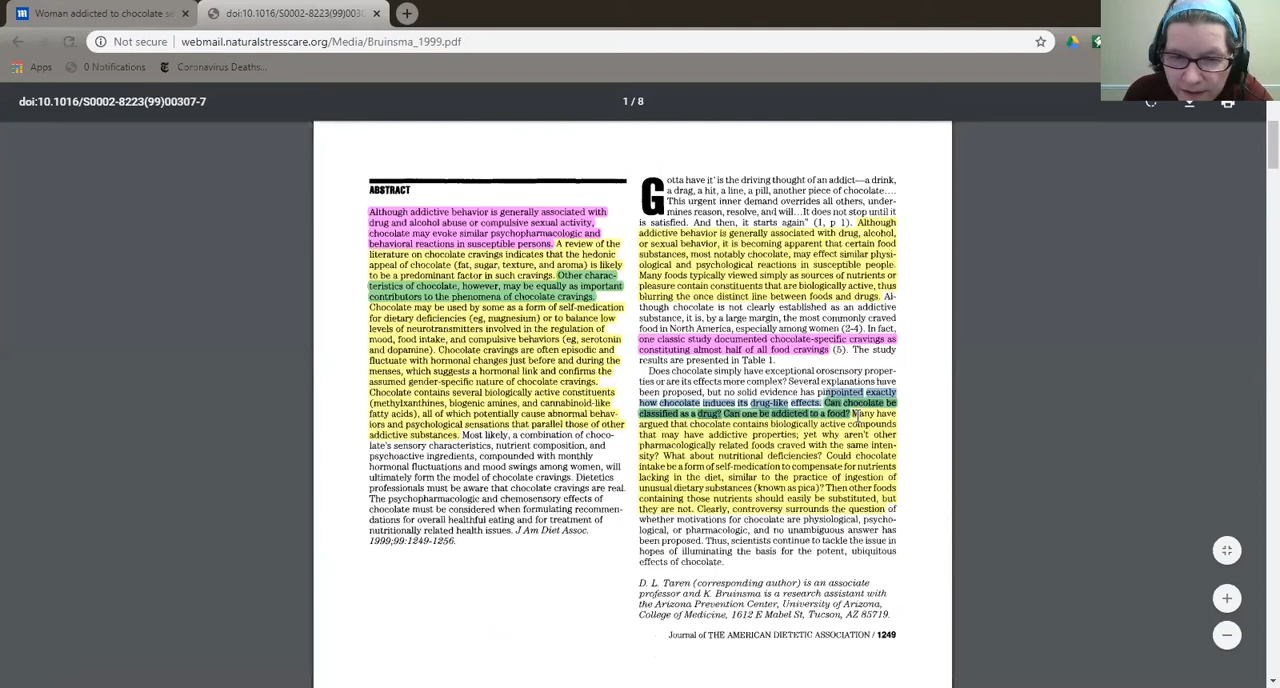 Woman addicted to chocolate se
doi:10.1016/S0002-8223(99)0030
Not secure
webmail.naturalstresscare.org/Media/Bruinsma_1999.pdf
Apps
0 Notifications
Coronavirus Deaths...
doi:10.1016/S0002-8223(99)00307-7
1 / 8
ABSTRACT
Although addictive behavior is generally associated with
drug and alcohol abuse or compulsive sexual activity,
chocolate may evoke similar psychopharmacologic and
behavioral reactions in susceptible persons. A review of the
literature on chocolate cravings indicates that the hedonic
appeal of chocolate (fat, sugar, texture, and aroma) is likely
to be a predominant factor in such cravings. Other charac-
teristics of chocolate, however, may be equally as important
contributors to the phenomena of chocolate cravings.
Chocolate may be used by some as a form of self-medication
for dietary deficiencies (eg, magnesium) or to balance low
levels of neurotransmitters involved in the regulation of
mood, food intake, and compulsive behaviors (eg, serotonin
and dopamine). Chocolate cravings are often episodic and
fluctuate with hormonal changes just before and during the
menses, which suggests a hormonal link and confirms the
assumed gender-specific nature of chocolate cravings.
Chocolate contains several biologically active constituents
(methylxanthines, biogenic amines, and cannabinoid-like
fatty acids), all of which potentially cause abnormal behav-
iors and psychological sensations that parallel those of other
addictive substances. Most likely, a combination of choco-
late's sensory characteristics, nutrient composition, and
psychoactive ingredients, compounded with monthly
hormonal fluctuations and mood swings among women, will
ultimately form the model of chocolate cravings. Dietetics
professionals must be aware that chocolate cravings are real.
The psychopharmacologic and chemosensory effects of
chocolate must be considered when formulating recommen-
dations for overall healthful eating and for treatment of
nutritionally related health issues. J Am Diet Assoc.
1999;99:1249-1256.
Gotta have it' is the driving thought of an addict—a drink,
a drag, a hit, a line, a pill, another piece of chocolate....
This urgent inner demand overrides all others, under-
mines reason, resolve, and will...It does not stop until it
is satisfied. And then, it starts again" (1, p 1). Although
addictive behavior is generally associated with drug, alcohol,
or sexual behavior, it is becoming apparent that certain food
substances, most notably chocolate, may effect similar physi-
ological and psychological reactions in susceptible people.
Many foods typically viewed simply as sources of nutrients or
pleasure contain constituents that are biologically active, thus
blurring the once distinct line between foods and drugs. Al-
though chocolate is not clearly established as an addictive
substance, it is, by a large margin, the most commonly craved
food in North America, especially among women (2-4). In fact,
one classic study documented chocolate-specific cravings as
constituting almost half of all food cravings (5). The study
results are presented in Table 1.
Does chocolate simply have exceptional orosensory proper-
ties or are its effects more complex? Several explanations have
been proposed, but no solid evidence has pinpointed exactly
how chocolate induces its drug-like effects. Can chocolate be
classified as a drug? Can one be addicted to a food? Many have
argued that chocolate contains biologically active compounds
that may have addictive properties; yet why aren't other
pharmacologically related foods craved with the same inten-
sity? What about nutritional deficiencies? Could chocolate
intake be a form of self-medication to compensate for nutrients
lacking in the diet, similar to the practice of ingestion of
unusual dietary substances (known as pica)? Then other foods
containing those nutrients should easily be substituted, but
they are not. Clearly, controversy surrounds the question of
whether motivations for chocolate are physiological, psycho-
logical, or pharmacologic, and no unambiguous answer has
been proposed. Thus, scientists continue to tackle the issue in
hopes of illuminating the basis for the potent, ubiquitous
effects of chocolate.
D. L. Taren (corresponding author) is an associate
professor and K. Bruinsma is a research assistant with
the Arizona Prevention Center, University of Arizona,
College of Medicine, 1612 E Mabel St, Tucson, AZ 85719.
Journal of THE AMERICAN DIETETIC ASSOCIATION / 1249